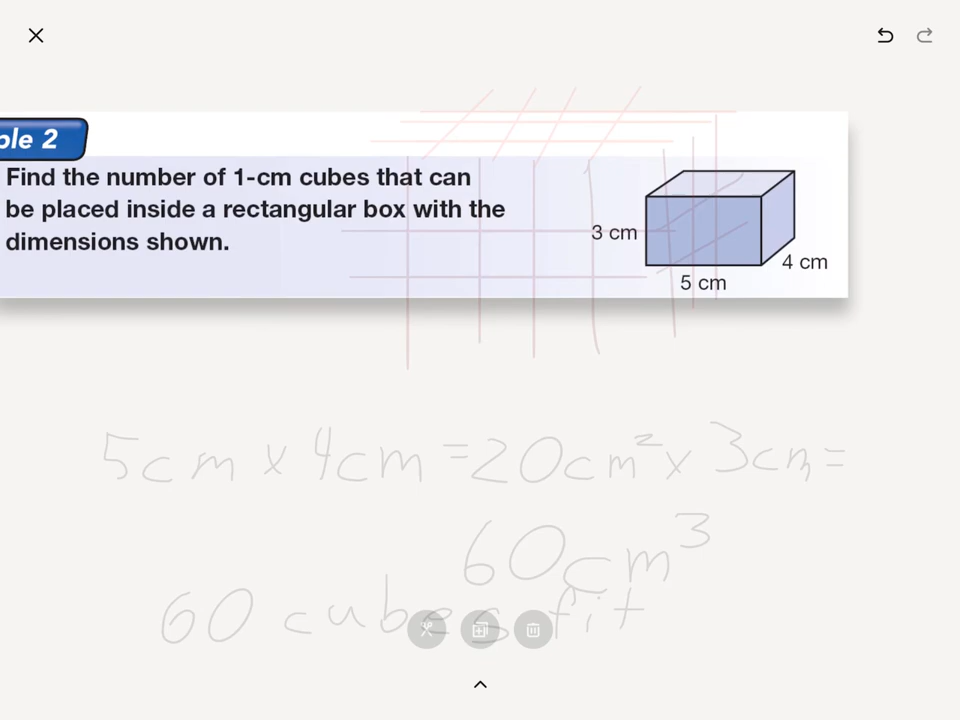 ple 2
Find the number of 1-cm cubes that can
be placed inside a rectangular box with the
dimensions shown.
3 cm
4 cm
5 cm
5cm x 4cm = 20cm² x 3cm =
60cm³
60 cubes fit